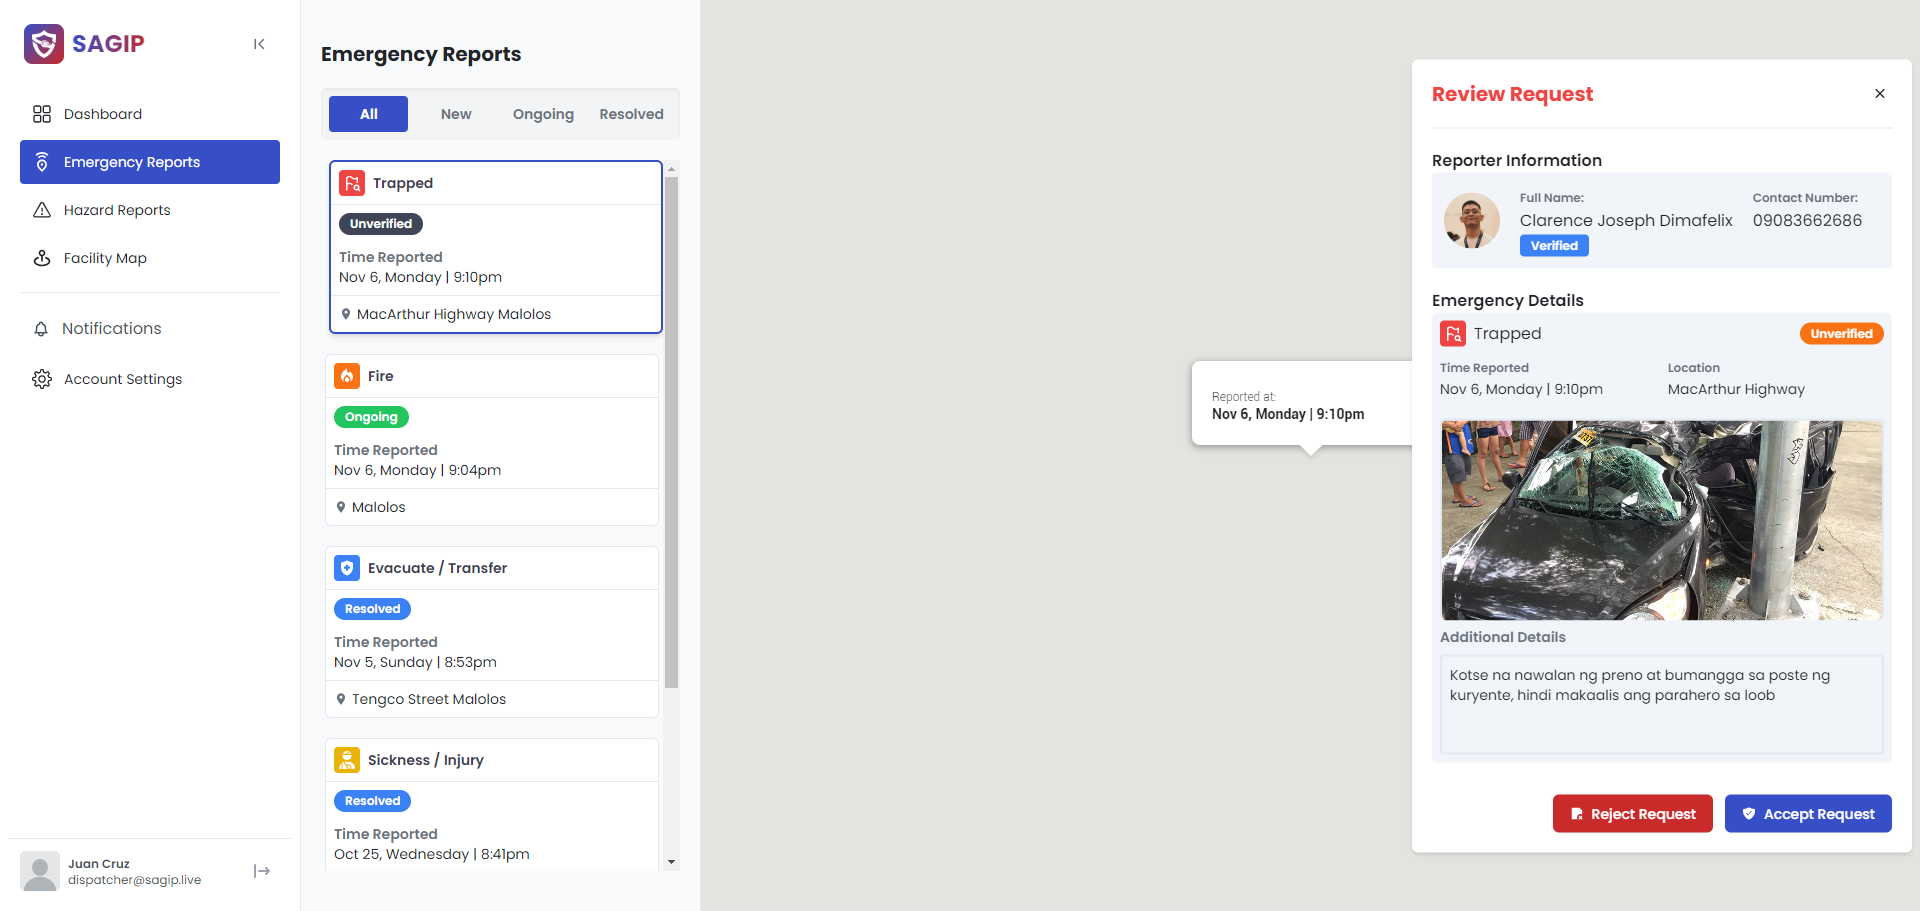 SAGIP
Dashboard
Emergency Reports
Hazard Reports
Facility Map
Notifications
Account Settings
Juan Cruz
dispatcher@sagip.live
Emergency Reports
All New Ongoing Resolved
Trapped
Unverified
Time Reported
Nov 6, Monday | 9:10pm
MacArthur Highway Malolos
Fire
Ongoing
Time Reported
Nov 6, Monday | 9:04pm
Malolos
Evacuate / Transfer
Resolved
Time Reported
Nov 5, Sunday | 8:53pm
Tengco Street Malolos
Sickness / Injury
Resolved
Time Reported
Oct 25, Wednesday | 8:41pm
Reported at:
Nov 6, Monday | 9:10pm
Review Request
Reporter Information
Full Name: Contact Number:
Clarence Joseph Dimafelix 09083662686
Verified
Emergency Details
Trapped Unverified
Time Reported Location
Nov 6, Monday | 9:10pm MacArthur Highway
Additional Details
Kotse na nawalan ng preno at bumangga sa poste ng
kuryente, hindi makaalis ang parahero sa loob
Reject Request Accept Request